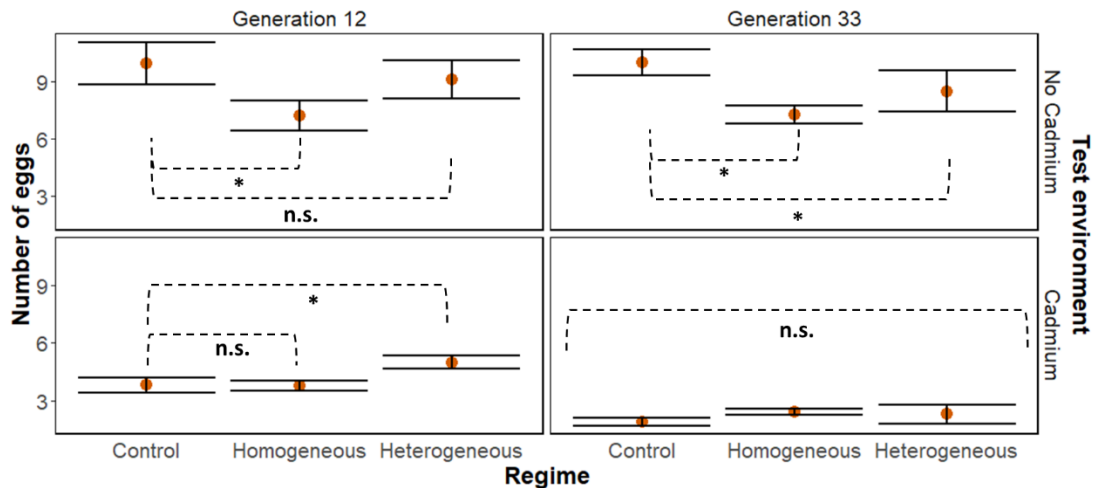 Generation 12
Generation 33
Number of eggs
9
6
3
*
n.s.
*
*
No Cadmium
Test environment
9
6
3
*
n.s.
n.s.
Cadmium
Control
Homogeneous
Heterogeneous
Control
Homogeneous
Heterogeneous
Regime